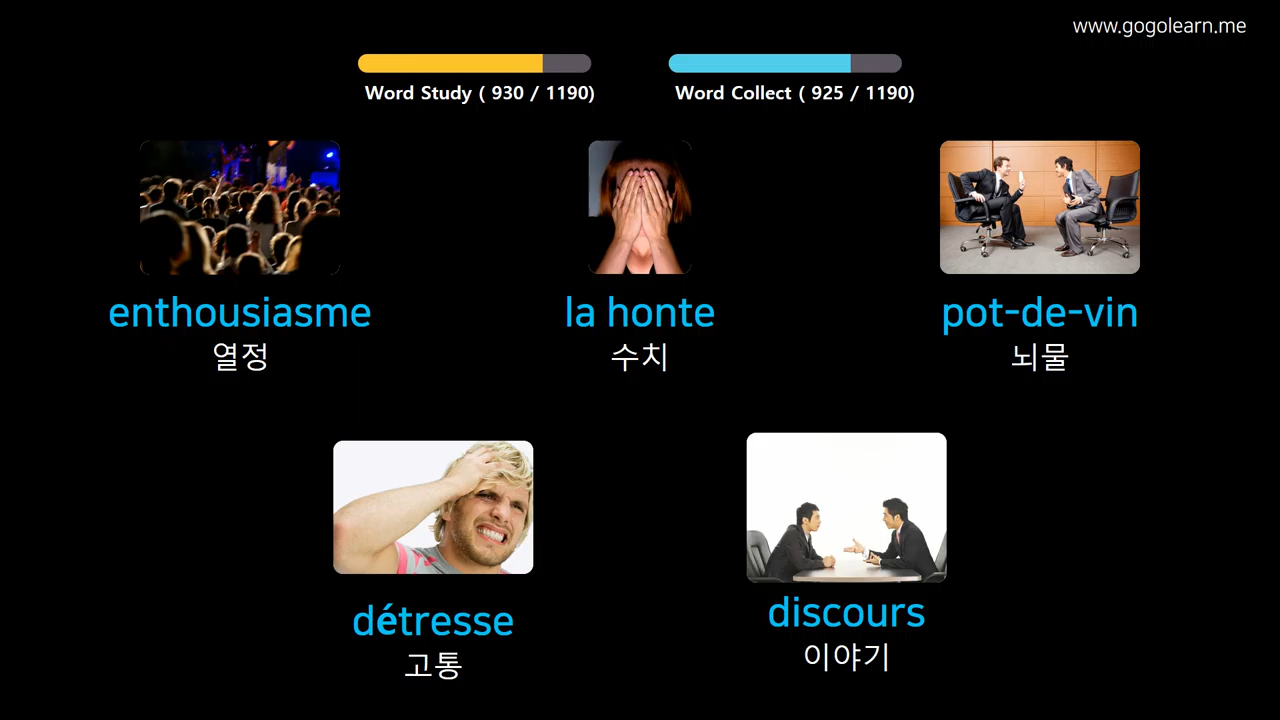 www.gogolearn.me
Word Study ( 930 / 1190)
Word Collect ( 925 / 1190)
enthousiasme
열정
la honte
수치
pot-de-vin
뇌물
détresse
고통
discours
이야기